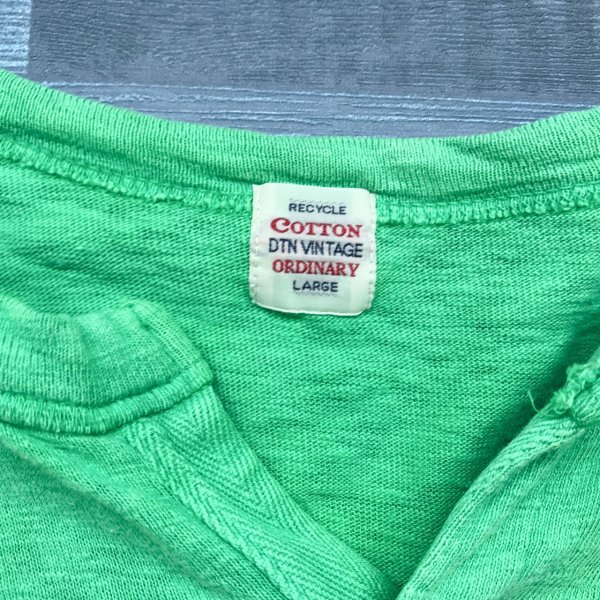 RECYCLE
COTTON
DTN VINTAGE
ORDINARY
LARGE